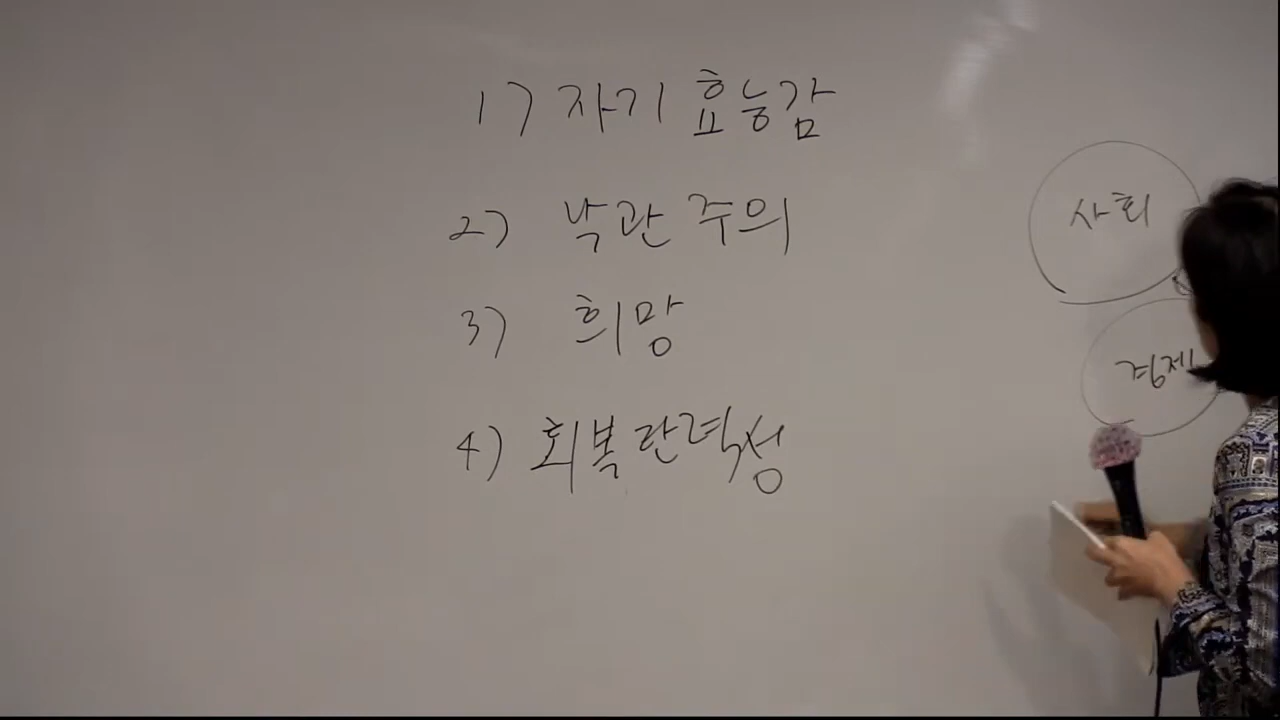 1) 자기 효능감
2) 낙관 주의
3) 희망
4) 회복 탄력성
사회
경제